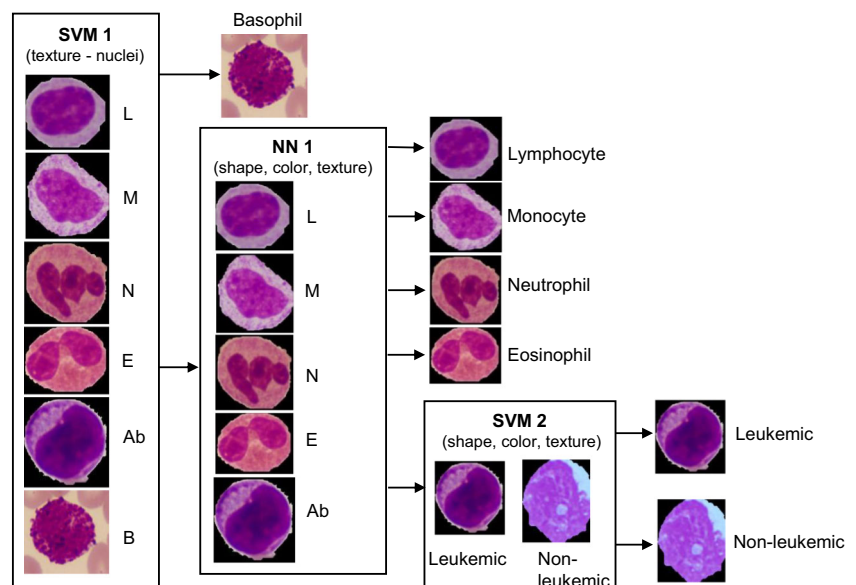 SVM 1
(texture - nuclei)
L
M
N
E
Ab
B
Basophil
NN 1
(shape, color, texture)
L
M
N
E
Ab
Lymphocyte
Monocyte
Neutrophil
Eosinophil
SVM 2
(shape, color, texture)
Leukemic
Non-
leukemic
Leukemic
Non-leukemic